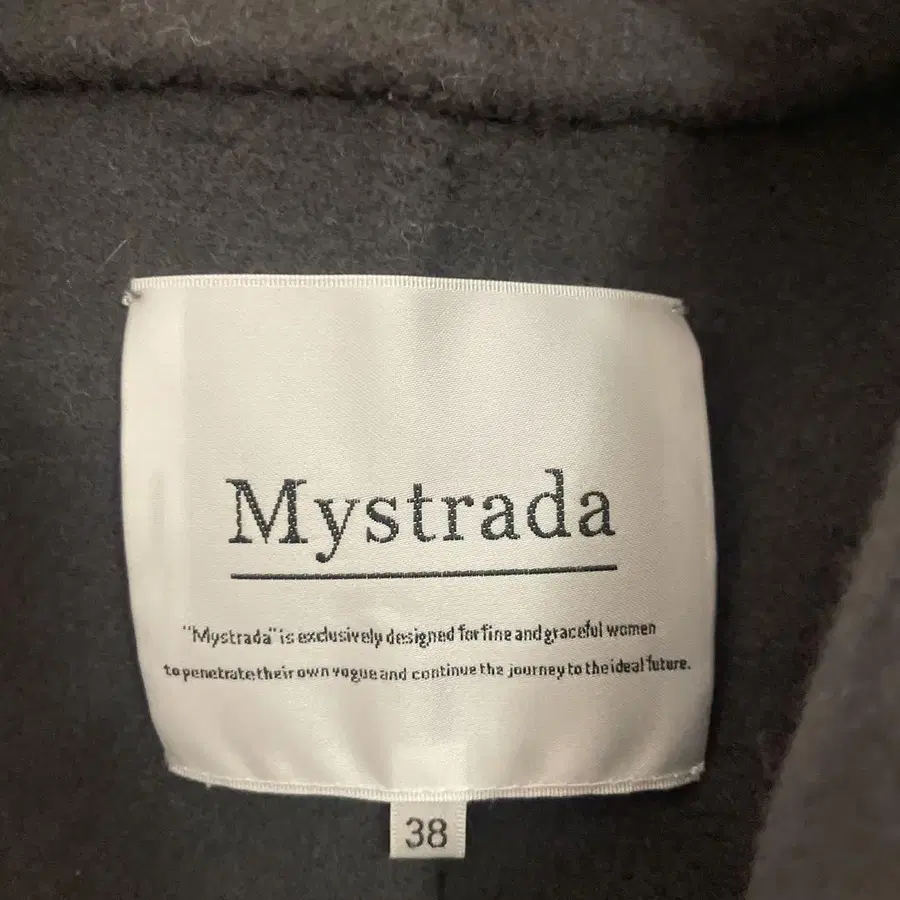 Mystrada
"Mystrada" is exclusively designed for fine and graceful women
to penetrate their own vogue and continue the journey to the ideal future.
38